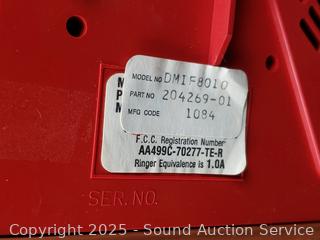 MODEL NO DMIF8010
PART NO 204269-01
MFG CODE 1084
M
P
M
F.C.C. Registration Number
AA499C-70277-TE-R
Ringer Equivalence is 1.0A
SER. NO.
Copyright 2025 - Sound Auction Service